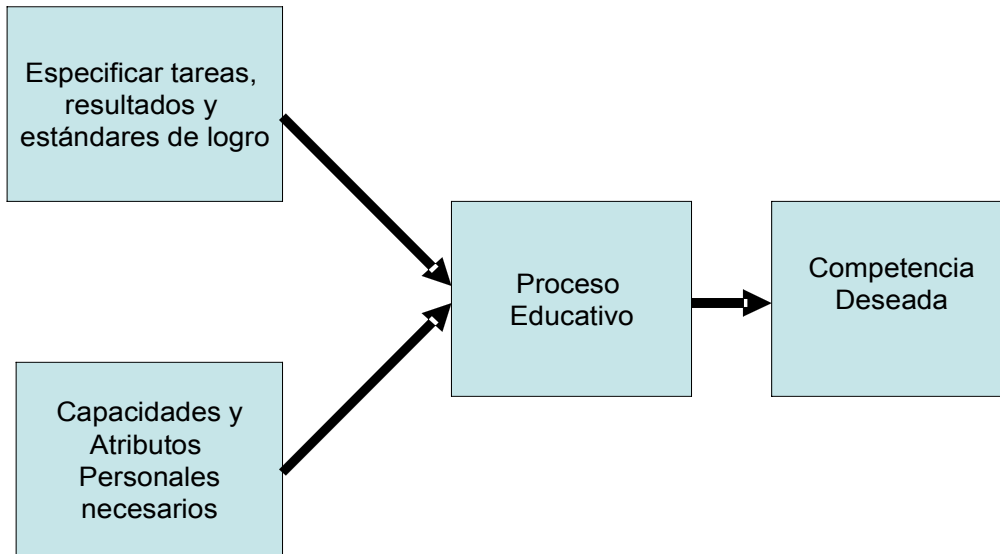 Especificar tareas,
resultados y
estándares de logro
Proceso
Educativo
Competencia
Deseada
Capacidades y
Atributos
Personales
necesarios